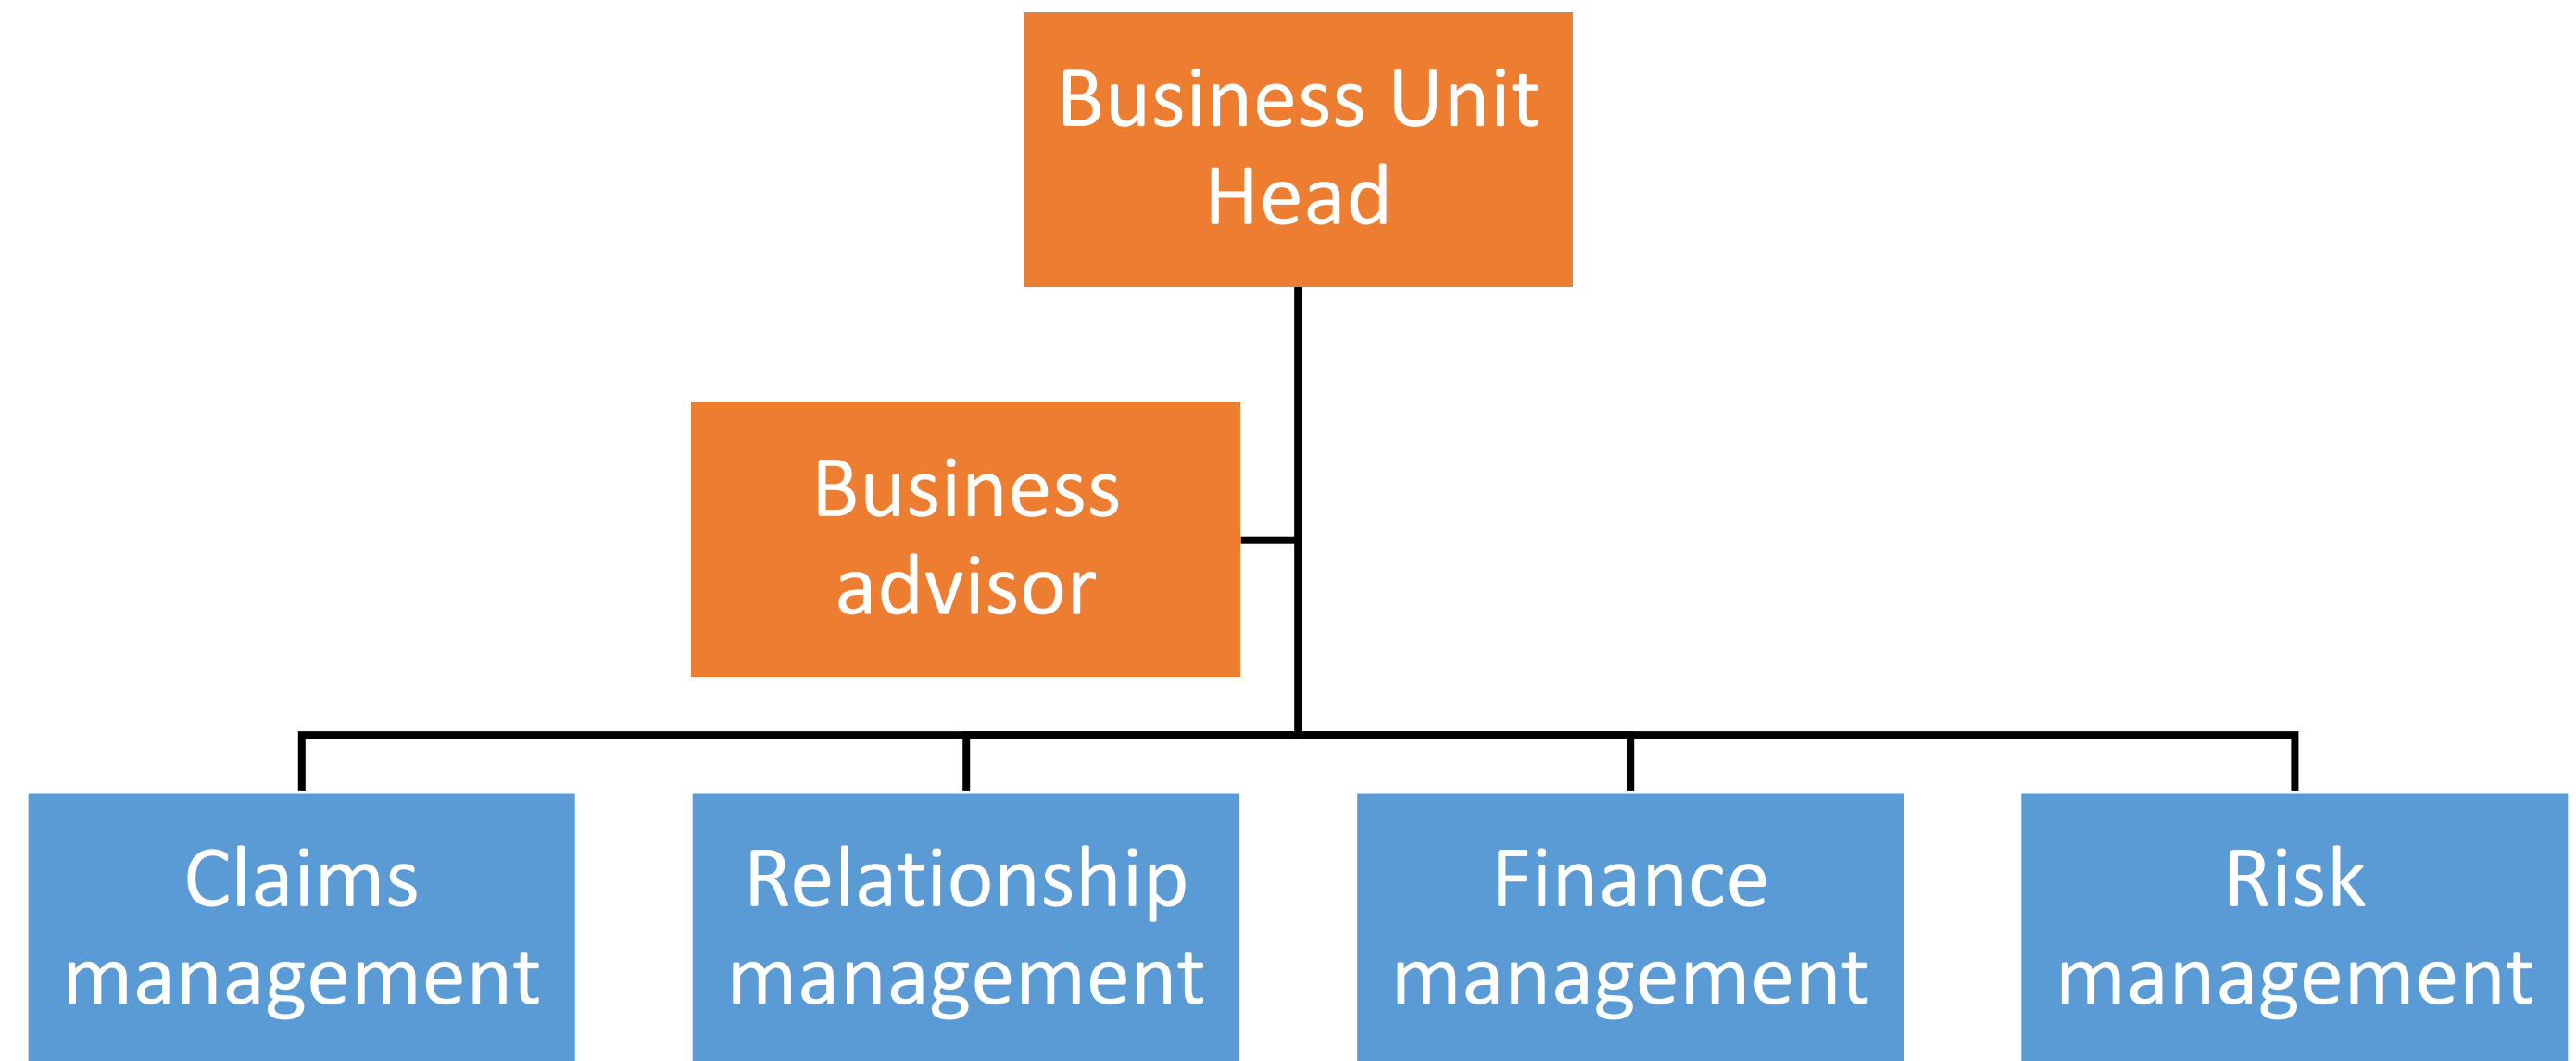 Business Unit
Head
Business
advisor
Claims
management
Relationship
management
Finance
management
Risk
management